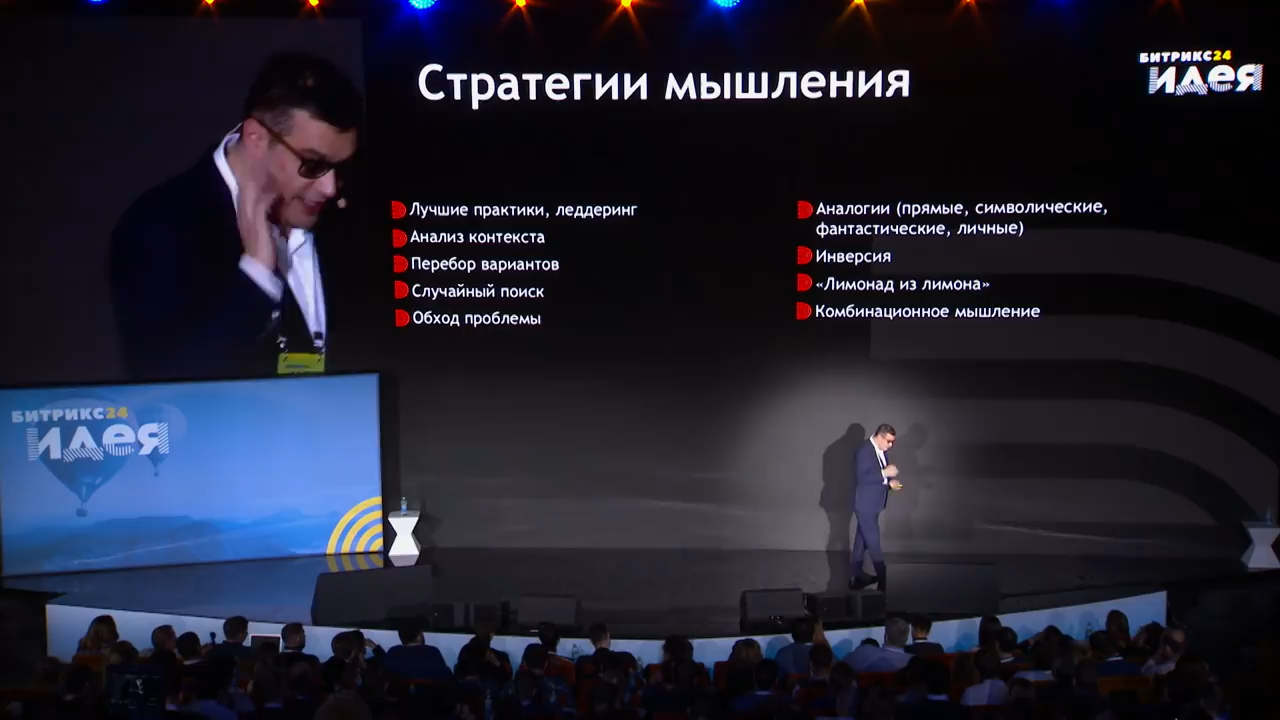 Стратегии мышления
БИТРИКС24
идея
Лучшие практики, леддеринг
Анализ контекста
Перебор вариантов
Случайный поиск
Обход проблемы
Аналогии (прямые, символические,
фантастические, личные)
Инверсия
«Лимонад из лимона»
Комбинационное мышление
БИТРИКС24
идея